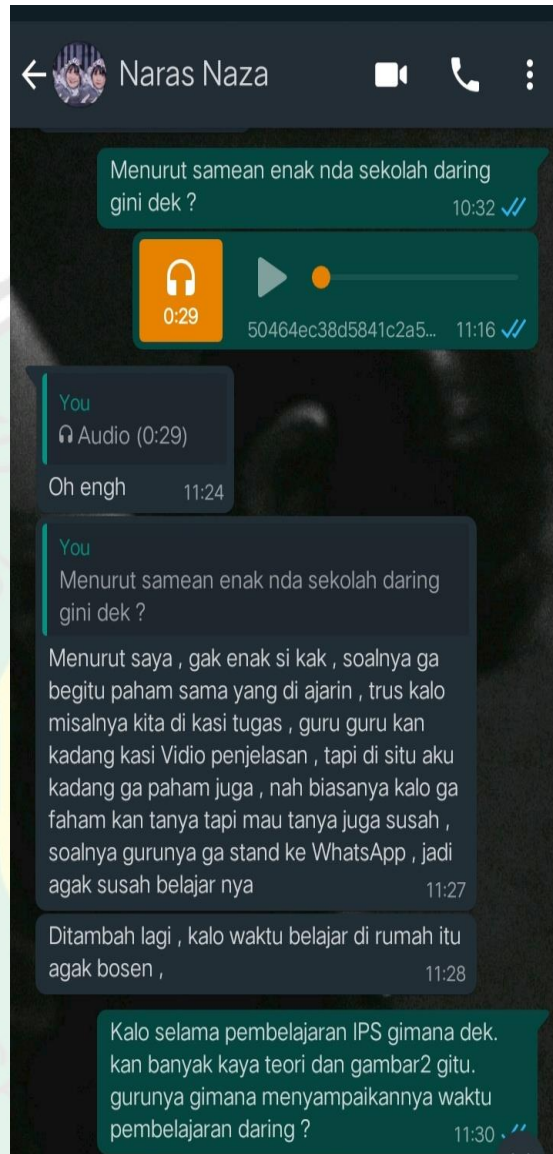 Naras Naza
Menurut samean enak nda sekolah daring
gini dek ?
10:32
0:29
50464ec38d5841c2a5... 11:16
You
Audio (0:29)
Oh engh 11:24
You
Menurut samean enak nda sekolah daring
gini dek ?
Menurut saya , gak enak si kak , soalnya ga
begitu paham sama yang di ajarin , trus kalo
misalnya kita di kasi tugas , guru guru kan
kadang kasi Vidio penjelasan , tapi di situ aku
kadang ga paham juga , nah biasanya kalo ga
faham kan tanya tapi mau tanya juga susah ,
soalnya gurunya ga stand ke WhatsApp , jadi
agak susah belajar nya 11:27
Ditambah lagi , kalo waktu belajar di rumah itu
agak bosen , 11:28
Kalo selama pembelajaran IPS gimana dek.
kan banyak kaya teori dan gambar2 gitu.
gurunya gimana menyampaikannya waktu
pembelajaran daring ? 11:30